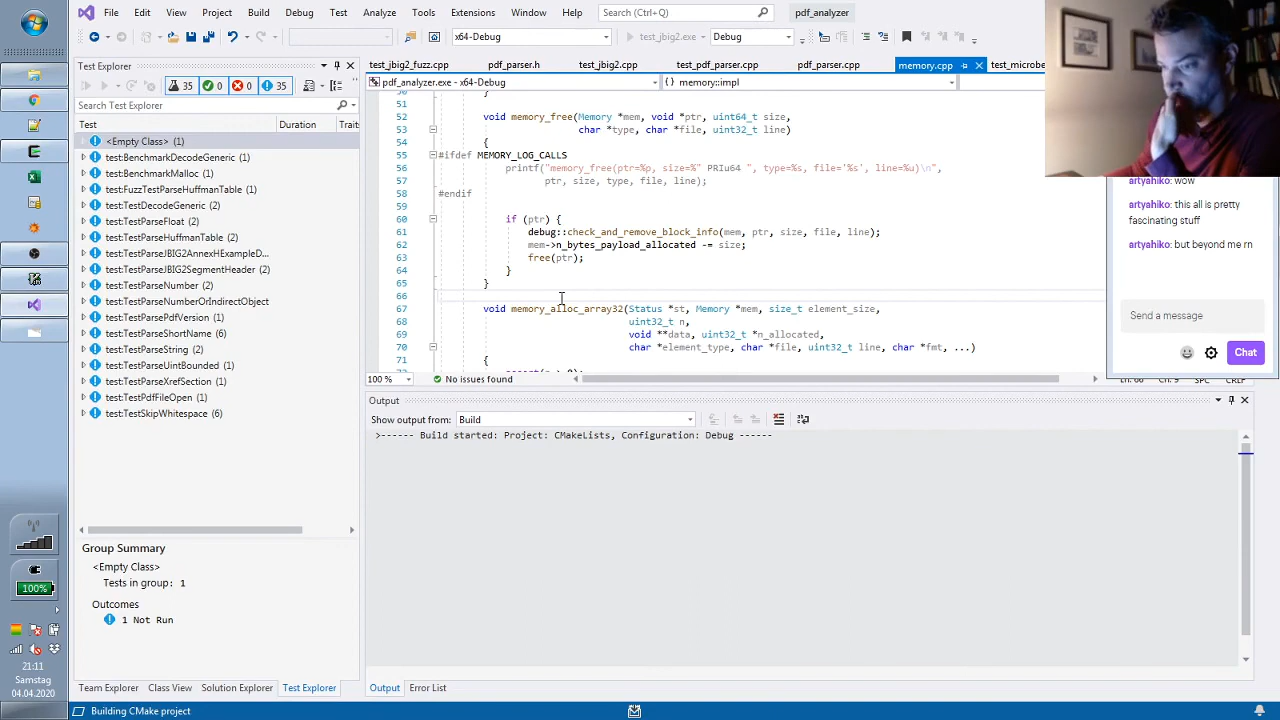 File Edit View Project Build Debug Test Analyze Tools Extensions Window Help Search (Ctrl+Q) pdf_analyzer
x64-Debug test_jbig2.exe Debug
Test Explorer
test_jbig2_fuzz.cpp pdf_parser.h test_jbig2.cpp test_pdf_parser.cpp pdf_parser.cpp memory.cpp test_microbe
pdf_analyzer.exe - x64-Debug {} memory::impl
35 0 0 35
Search Test Explorer
Test Duration Traits
<Empty Class> (1)
test:BenchmarkDecodeGeneric (2)
test:BenchmarkMalloc (1)
test:FuzzTestParseHuffmanTable (1)
test:TestDecodeGeneric (2)
test:TestParseFloat (2)
test:TestParseHuffmanTable (2)
test:TestParseJBIG2AnnexHExampleD...
test:TestParseJBIG2SegmentHeader (2)
test:TestParseNumber (2)
test:TestParseNumberOrIndirectObject
test:TestParsePdfVersion (1)
test:TestParseShortName (6)
test:TestParseString (2)
test:TestParseUintBounded (1)
test:TestParseXrefSection (1)
test:TestPdfFileOpen (1)
test:TestSkipWhitespace (6)
50 }
51
52 void memory_free(Memory *mem, void *ptr, uint64_t size,
53 char *type, char *file, uint32_t line)
54 {
55 #ifdef MEMORY_LOG_CALLS
56 printf("memory_free(ptr=%p, size=%" PRIu64 ", type=%s, file='%s', line=%u)\n",
57 ptr, size, type, file, line);
58 #endif
59
60 if (ptr) {
61 debug::check_and_remove_block_info(mem, ptr, size, file, line);
62 mem->n_bytes_payload_allocated -= size;
63 free(ptr);
64 }
65 }
66
67 void memory_alloc_array32(Status *st, Memory *mem, size_t element_size,
68 uint32_t n,
69 void **data, uint32_t *n_allocated,
70 char *element_type, char *file, uint32_t line, char *fmt, ...)
71 {
100 % No issues found
SPC CRLF
artyahiko: wow
artyahiko: this all is pretty
fascinating stuff
artyahiko: but beyond me rn
Send a message
Chat
Output
Show output from: Build
>------ Build started: Project: CMakeLists, Configuration: Debug ------
Group Summary
<Empty Class>
Tests in group: 1
Outcomes
1 Not Run
Team Explorer Class View Solution Explorer Test Explorer Output Error List
Building CMake project
100%
21:11
Samstag
04.04.2020